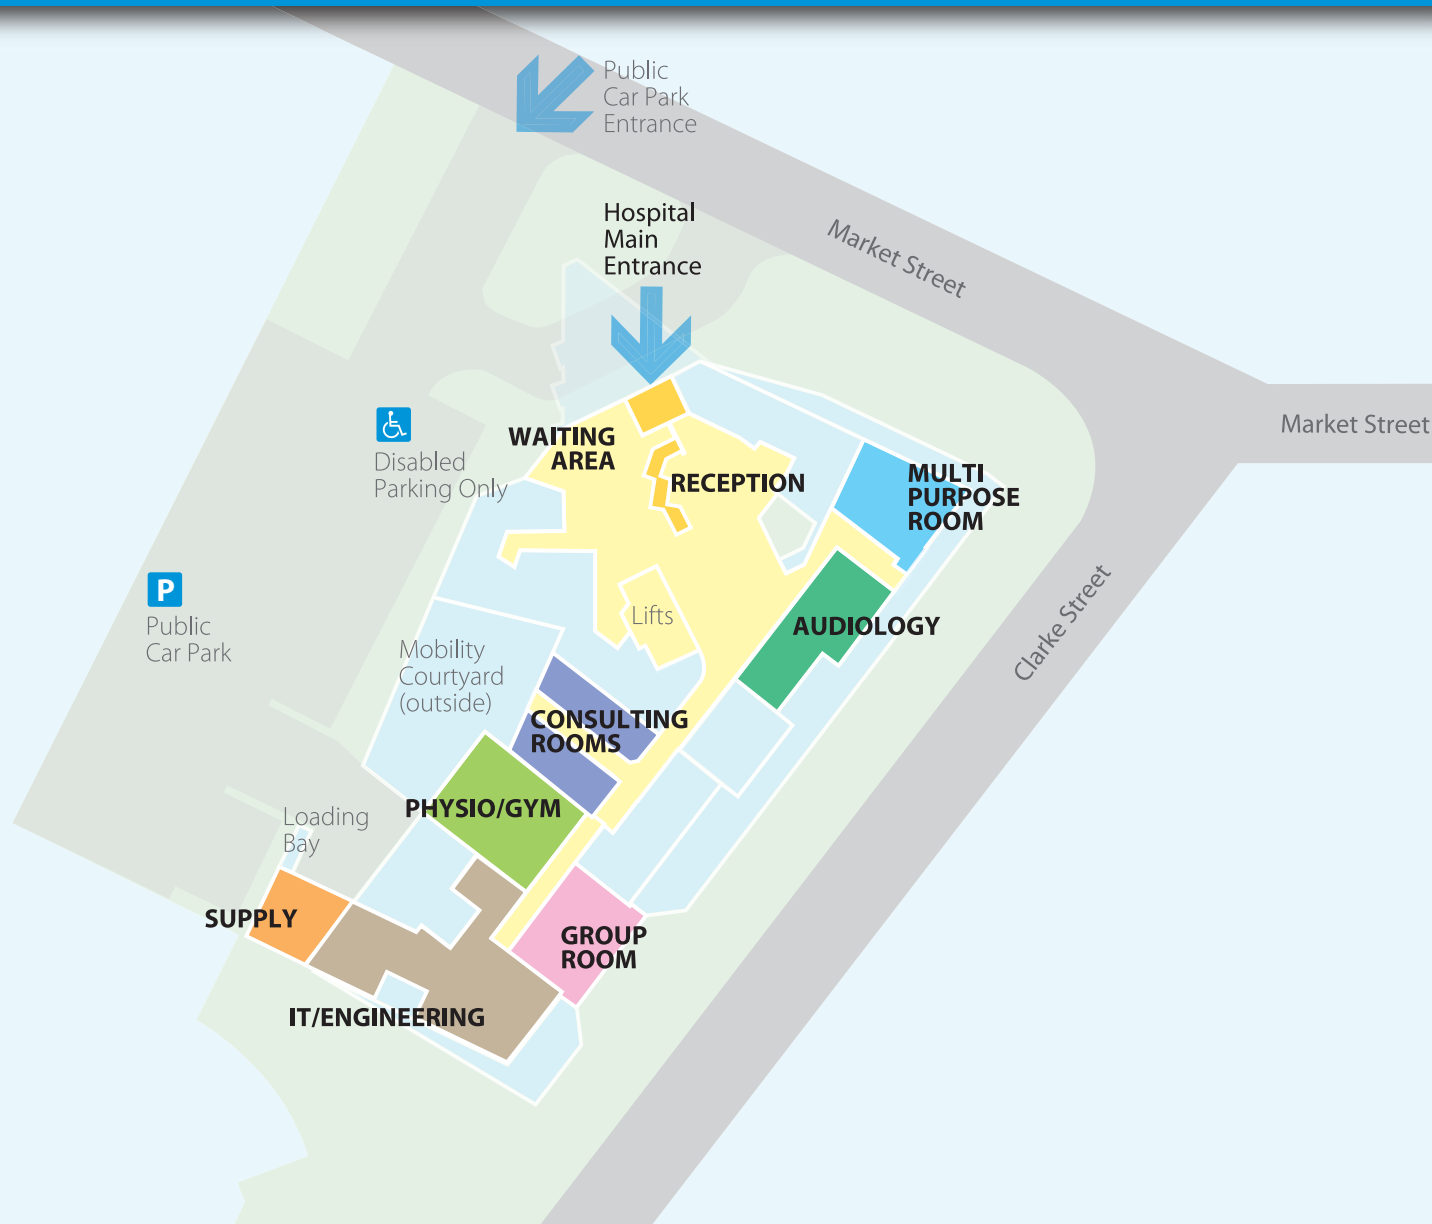 Public
Car Park
Entrance
Hospital
Main
Entrance
Market Street
Market Street
WAITING
AREA
Disabled
Parking Only
RECEPTION
MULTI
PURPOSE
ROOM
P
Public
Car Park
Lifts
AUDIOLOGY
Clarke Street
Mobility
Courtyard
(outside)
CONSULTING
ROOMS
PHYSIO/GYM
Loading
Bay
SUPPLY
GROUP
ROOM
IT/ENGINEERING